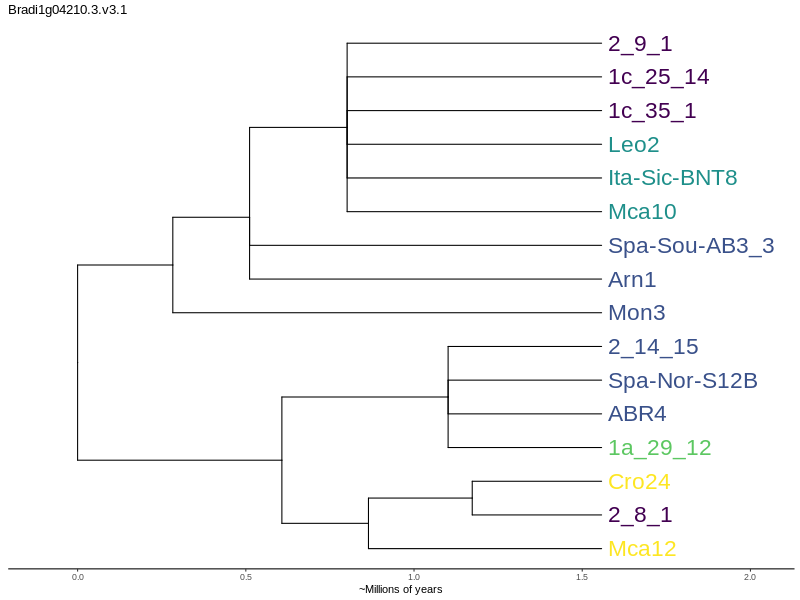 Bradi1g04210.3.v3.1
2_9_1
1c_25_14
1c_35_1
Leo2
Ita-Sic-BNT8
Mca10
Spa-Sou-AB3_3
Arn1
Mon3
2_14_15
Spa-Nor-S12B
ABR4
1a_29_12
Cro24
2_8_1
Mca12
0.0 0.5 1.0 1.5 2.0
~Millions of years